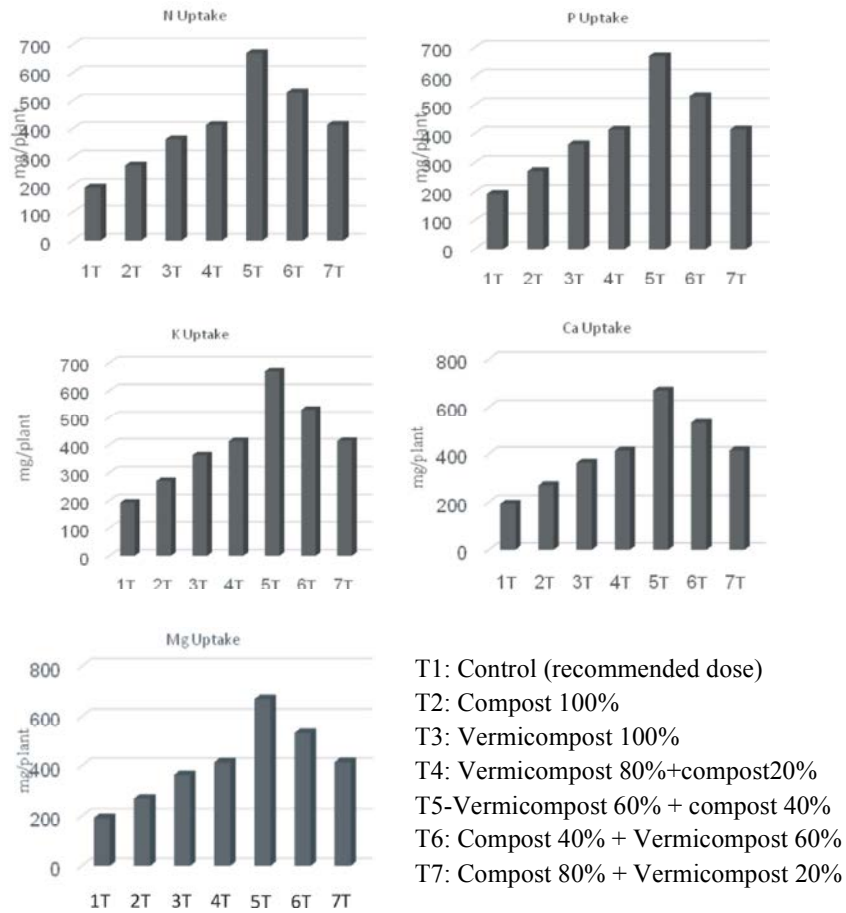 N Uptake
mg/plant
700
600
500
400
300
200
100
0
1T 2T 3T 4T 5T 6T 7T
P Uptake
mg/plant
700
600
500
400
300
200
100
0
1T 2T 3T 4T 5T 6T 7T
K Uptake
mg/plant
700
600
500
400
300
200
100
0
1T 2T 3T 4T 5T 6T 7T
Ca Uptake
mg/plant
800
600
400
200
0
1T 2T 3T 4T 5T 6T 7T
Mg Uptake
mg/plant
800
600
400
200
0
1T 2T 3T 4T 5T 6T 7T
T1: Control (recommended dose)
T2: Compost 100%
T3: Vermicompost 100%
T4: Vermicompost 80%+compost20%
T5-Vermicompost 60% + compost 40%
T6: Compost 40% + Vermicompost 60%
T7: Compost 80% + Vermicompost 20%